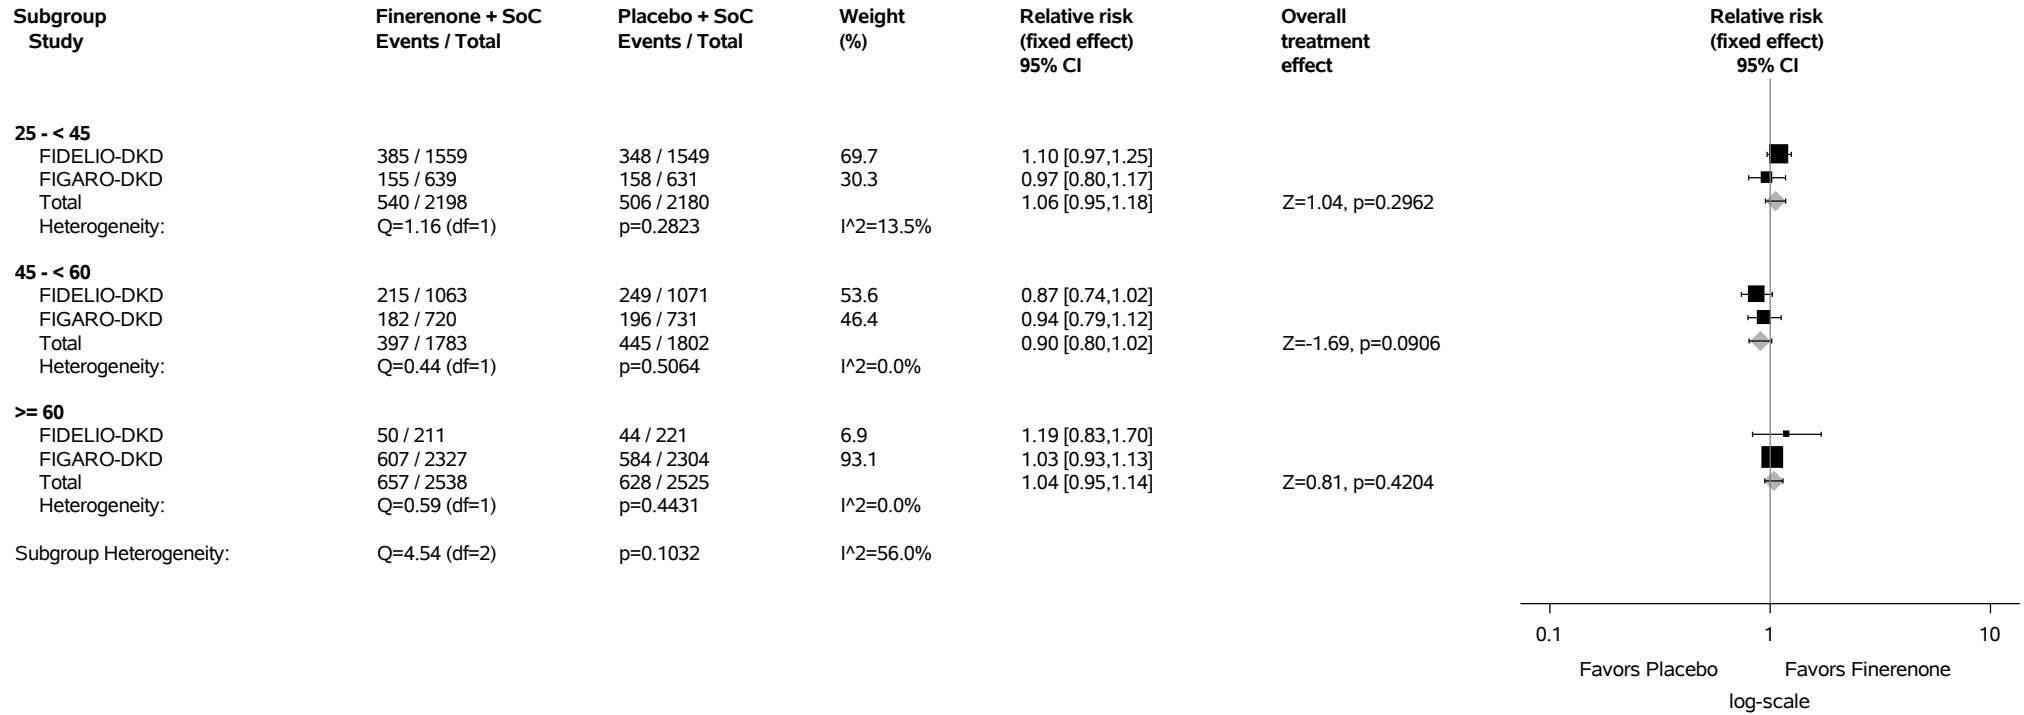 Subgroup Finerenone + SoC Placebo + SoC Weight Relative risk Overall Relative risk
Study Events / Total Events / Total (%) (fixed effect) treatment (fixed effect)
95% CI effect 95% CI
25 - < 45
FIDELIO-DKD 385 / 1559 348 / 1549 69.7 1.10 [0.97,1.25]
FIGARO-DKD 155 / 639 158 / 631 30.3 0.97 [0.80,1.17]
Total 540 / 2198 506 / 2180 1.06 [0.95,1.18] Z=1.04, p=0.2962
Heterogeneity: Q=1.16 (df=1) p=0.2823 I^2=13.5%
45 - < 60
FIDELIO-DKD 215 / 1063 249 / 1071 53.6 0.87 [0.74,1.02]
FIGARO-DKD 182 / 720 196 / 731 46.4 0.94 [0.79,1.12]
Total 397 / 1783 445 / 1802 0.90 [0.80,1.02] Z=-1.69, p=0.0906
Heterogeneity: Q=0.44 (df=1) p=0.5064 I^2=0.0%
>= 60
FIDELIO-DKD 50 / 211 44 / 221 6.9 1.19 [0.83,1.70]
FIGARO-DKD 607 / 2327 584 / 2304 93.1 1.03 [0.93,1.13]
Total 657 / 2538 628 / 2525 1.04 [0.95,1.14] Z=0.81, p=0.4204
Heterogeneity: Q=0.59 (df=1) p=0.4431 I^2=0.0%
Subgroup Heterogeneity: Q=4.54 (df=2) p=0.1032 I^2=56.0%
0.1 1 10
Favors Placebo Favors Finerenone
log-scale